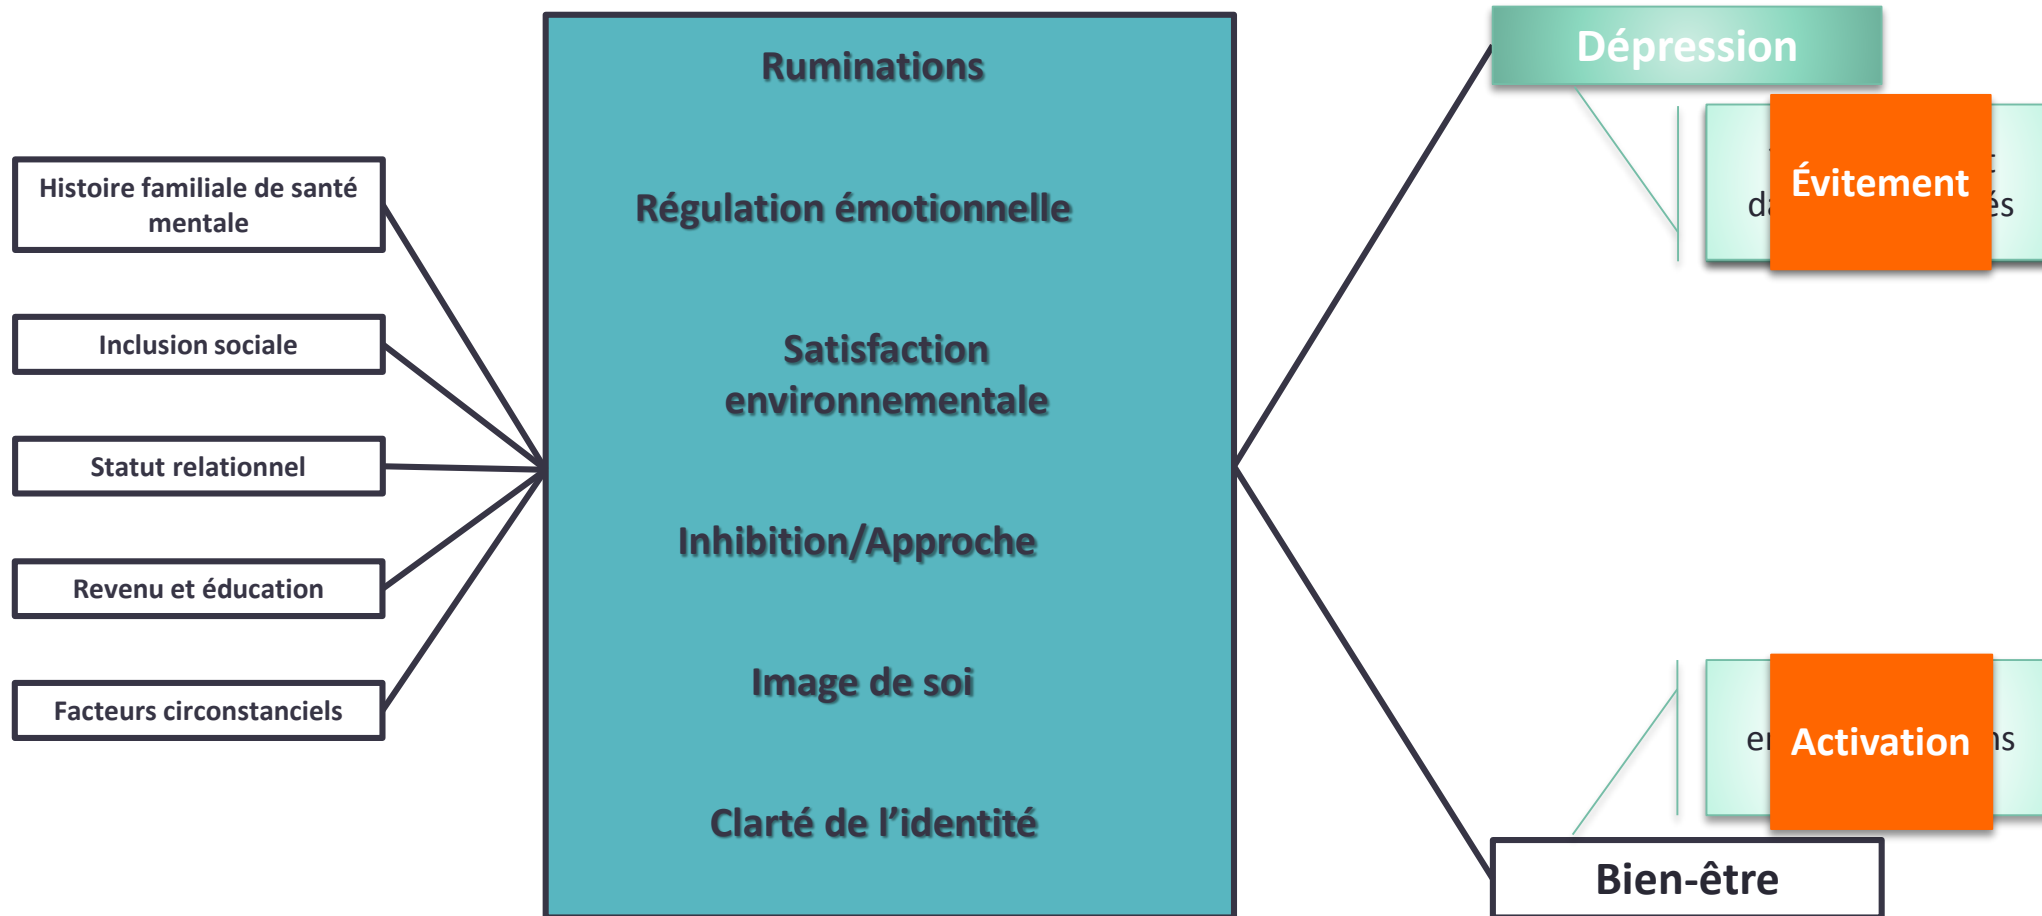 Histoire familiale de santé
mentale
Inclusion sociale
Statut relationnel
Revenu et éducation
Facteurs circonstanciels
Ruminations
Régulation émotionnelle
Satisfaction
environnementale
Inhibition/Approche
Image de soi
Clarté de l’identité
Dépression
Évitement
Activation
Bien-être